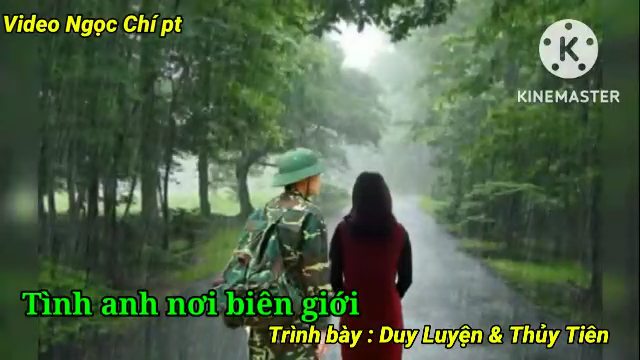 Video Ngọc Chí pt
KINEMASTER
Tình anh nơi biên giới
Trình bày : Duy Luyện & Thủy Tiên